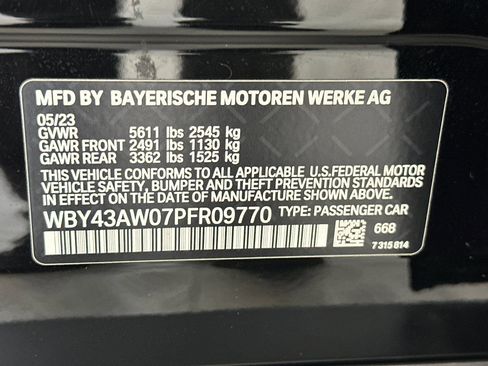 MFD BY BAYERISCHE MOTOREN WERKE AG
05/23
GVWR 5611 lbs 2545 kg
GAWR FRONT 2491 lbs 1130 kg
GAWR REAR 3362 lbs 1525 kg
THIS VEHICLE CONFORMS TO ALL APPLICABLE U.S.FEDERAL MOTOR
VEHICLE SAFETY, BUMPER, AND THEFT PREVENTION STANDARDS
IN EFFECT ON THE DATE OF MANUFACTURE SHOWN ABOVE.
WBY43AW07PFR09770 TYPE: PASSENGER CAR
668
7 315 814